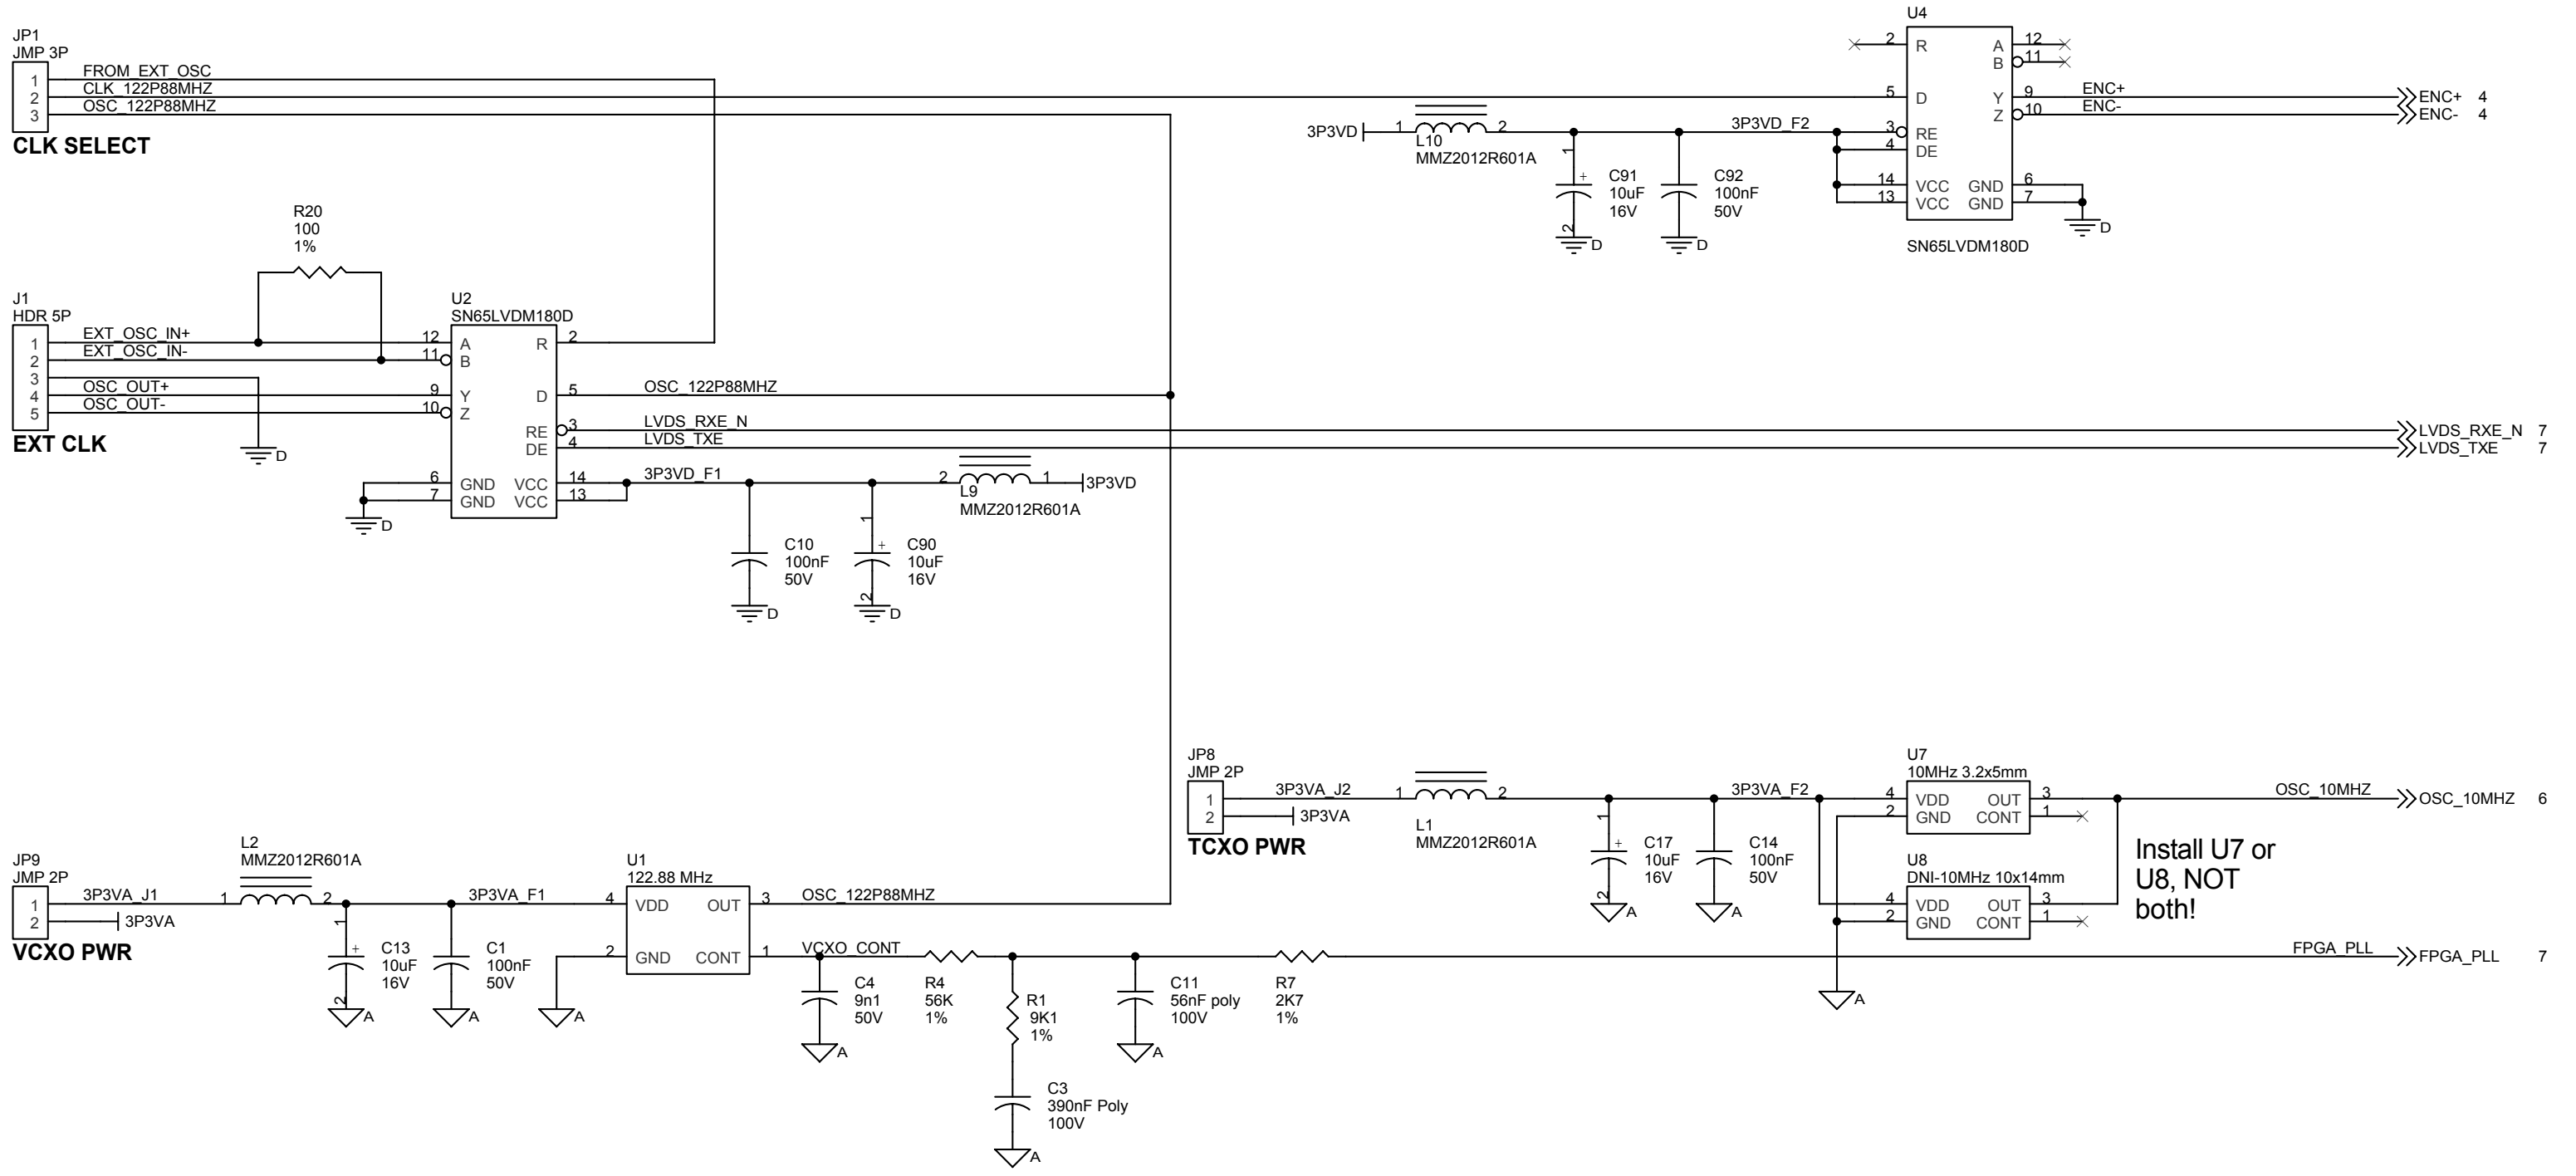 JP1
JMP 3P
1
2
3
FROM_EXT_OSC
CLK_122P88MHZ
OSC_122P88MHZ
CLK SELECT
U4
2
R
A
12
B
11
5
D
Y
9
ENC+
Z
10
ENC-
ENC+ 4
ENC- 4
3P3VD
1
2
L10
MMZ2012R601A
3P3VD_F2
3
RE
4
DE
14
VCC
GND
6
13
VCC
GND
7
D
SN65LVDM180D
1
+
2
C91
10uF
16V
D
C92
100nF
50V
D
R20
100
1%
J1
HDR 5P
1
2
3
4
5
EXT_OSC_IN+
EXT_OSC_IN-
OSC_OUT+
OSC_OUT-
EXT CLK
D
U2
SN65LVDM180D
12
A
R
2
11
B
9
Y
D
5
OSC_122P88MHZ
10
Z
RE
3
LVDS_RXE_N
DE
4
LVDS_TXE
LVDS_RXE_N 7
LVDS_TXE 7
6
GND
VCC
14
3P3VD_F1
7
GND
VCC
13
D
2
1
3P3VD
L9
MMZ2012R601A
C10
100nF
50V
D
1
+
2
C90
10uF
16V
D
JP8
JMP 2P
1
2
3P3VA_J2
3P3VA
TCXO PWR
1
2
L1
MMZ2012R601A
3P3VA_F2
1
+
2
C17
10uF
16V
A
C14
100nF
50V
A
U7
10MHz 3.2x5mm
4
VDD
OUT
3
2
GND
CONT
1
OSC_10MHZ
OSC_10MHZ 6
U8
DNI-10MHz 10x14mm
4
VDD
OUT
3
2
GND
CONT
1
A
Install U7 or
U8, NOT
both!
JP9
JMP 2P
1
2
3P3VA_J1
3P3VA
VCXO PWR
L2
MMZ2012R601A
1
2
3P3VA_F1
1
+
2
C13
10uF
16V
A
C1
100nF
50V
A
U1
122.88 MHz
4
VDD
OUT
3
OSC_122P88MHZ
2
GND
CONT
1
VCXO_CONT
A
C4
9n1
50V
A
R4
56K
1%
R1
9K1
1%
C3
390nF Poly
100V
A
C11
56nF poly
100V
A
R7
2K7
1%
FPGA_PLL
FPGA_PLL 7